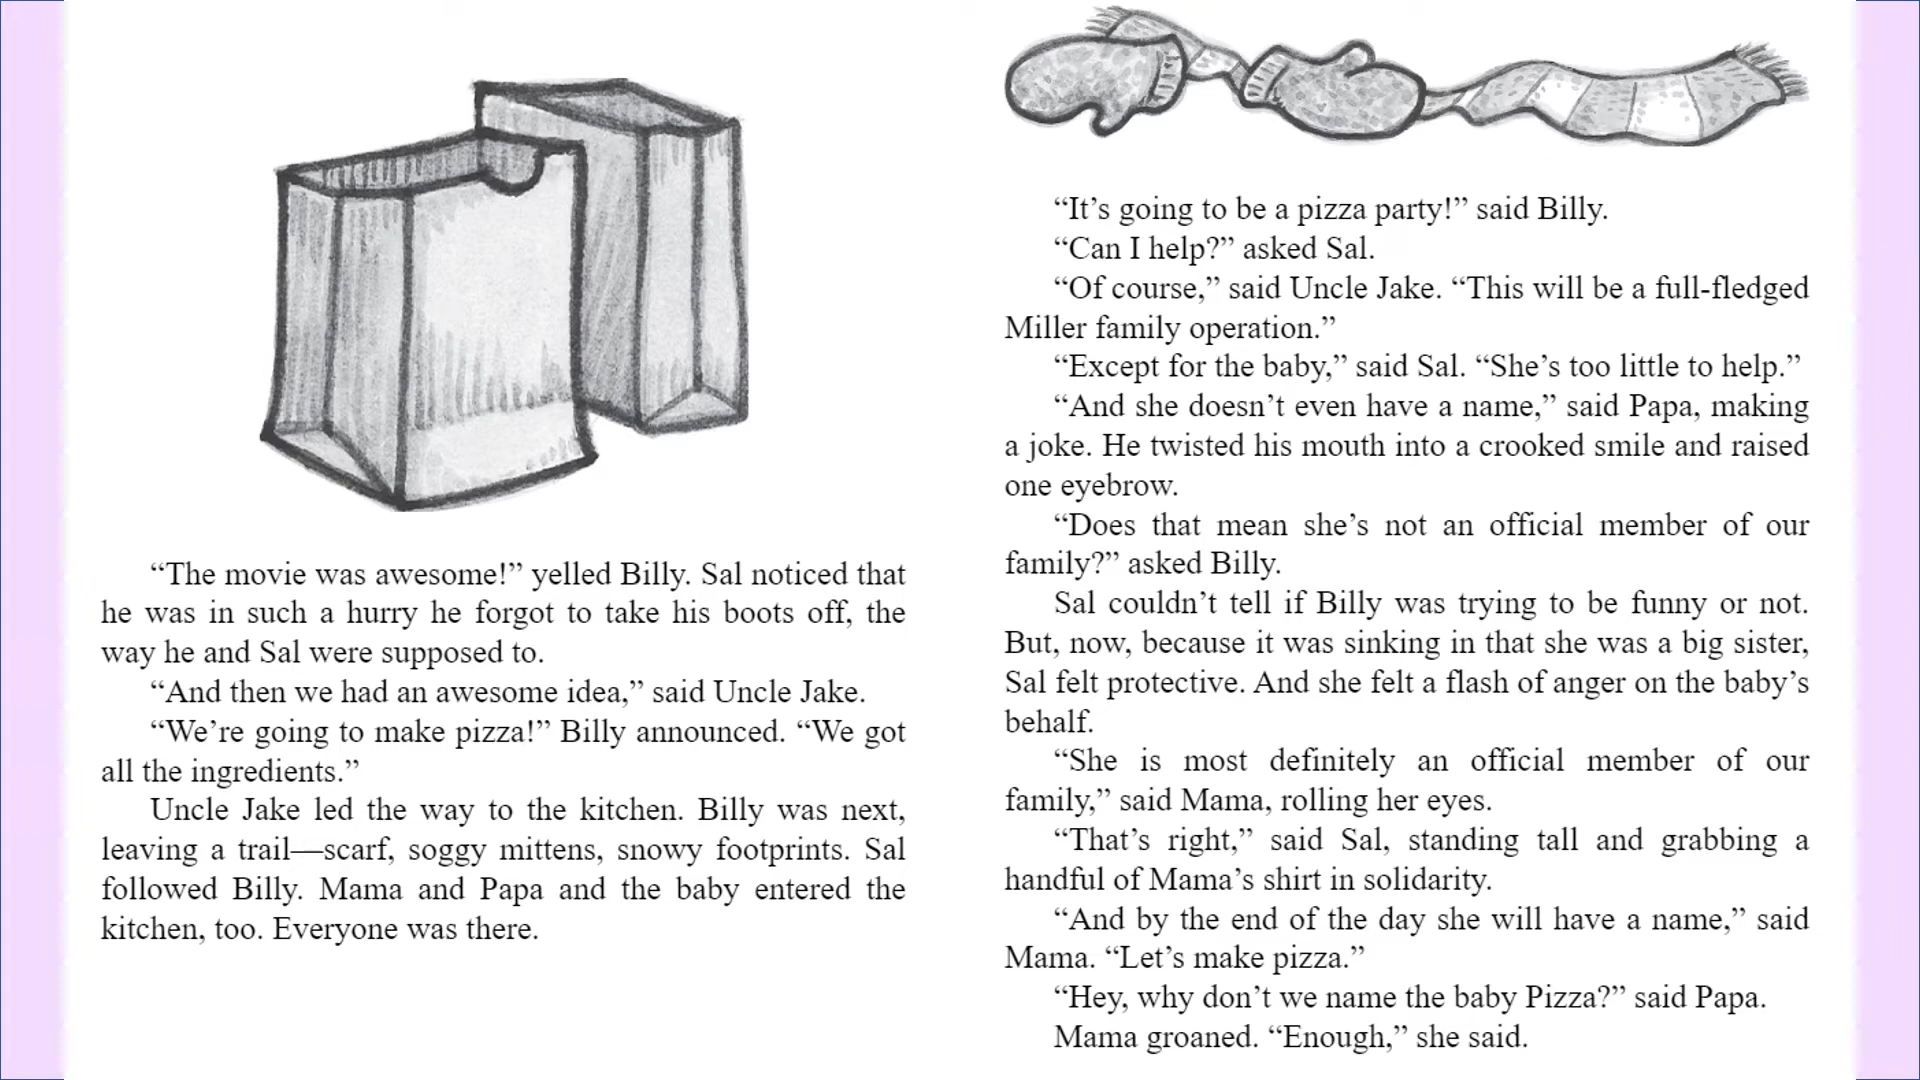 “The movie was awesome!” yelled Billy. Sal noticed that
he was in such a hurry he forgot to take his boots off, the
way he and Sal were supposed to.
“And then we had an awesome idea,” said Uncle Jake.
“We’re going to make pizza!” Billy announced. “We got
all the ingredients.”
Uncle Jake led the way to the kitchen. Billy was next,
leaving a trail—scarf, soggy mittens, snowy footprints. Sal
followed Billy. Mama and Papa and the baby entered the
kitchen, too. Everyone was there.
“It’s going to be a pizza party!” said Billy.
“Can I help?” asked Sal.
“Of course,” said Uncle Jake. “This will be a full-fledged
Miller family operation.”
“Except for the baby,” said Sal. “She’s too little to help.”
“And she doesn’t even have a name,” said Papa, making
a joke. He twisted his mouth into a crooked smile and raised
one eyebrow.
“Does that mean she’s not an official member of our
family?” asked Billy.
Sal couldn’t tell if Billy was trying to be funny or not.
But, now, because it was sinking in that she was a big sister,
Sal felt protective. And she felt a flash of anger on the baby’s
behalf.
“She is most definitely an official member of our
family,” said Mama, rolling her eyes.
“That’s right,” said Sal, standing tall and grabbing a
handful of Mama’s shirt in solidarity.
“And by the end of the day she will have a name,” said
Mama. “Let’s make pizza.”
“Hey, why don’t we name the baby Pizza?” said Papa.
Mama groaned. “Enough,” she said.